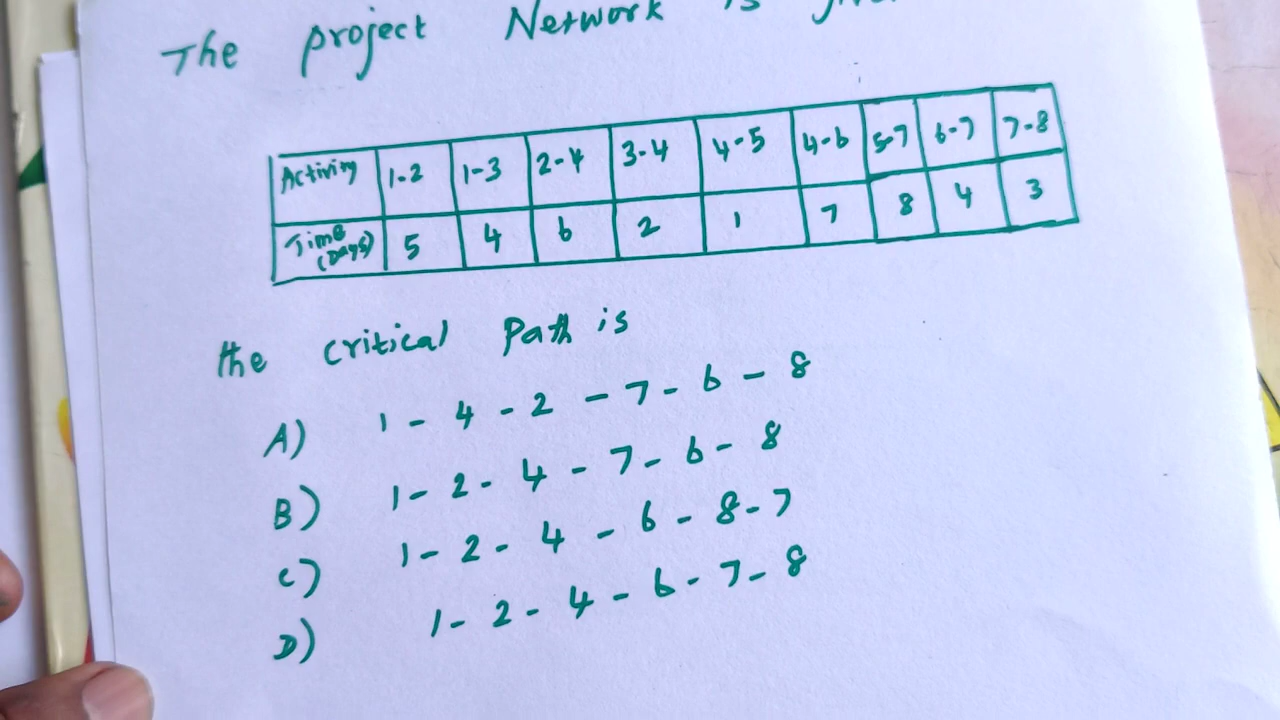 The project Network is
Activity 1-2 1-3 2-4 3-4 4-5 4-6 5-7 6-7 7-8
Time (Days) 5 4 6 2 1 7 8 4 3
the critical Path is
A) 1 - 4 - 2 - 7 - 6 - 8
B) 1 - 2 - 4 - 7 - 6 - 8
C) 1 - 2 - 4 - 6 - 8 - 7
D) 1 - 2 - 4 - 6 - 7 - 8